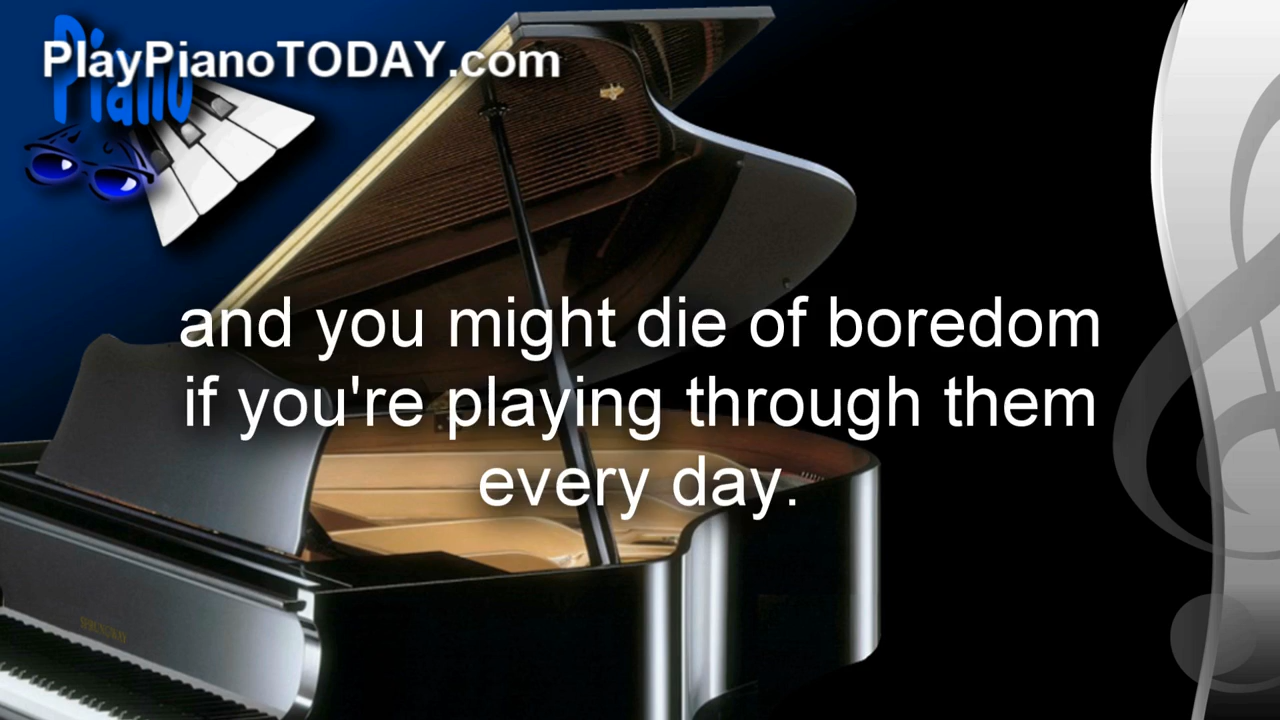 PlayPianoTODAY.com
Piano
and you might die of boredom
if you're playing through them
every day.